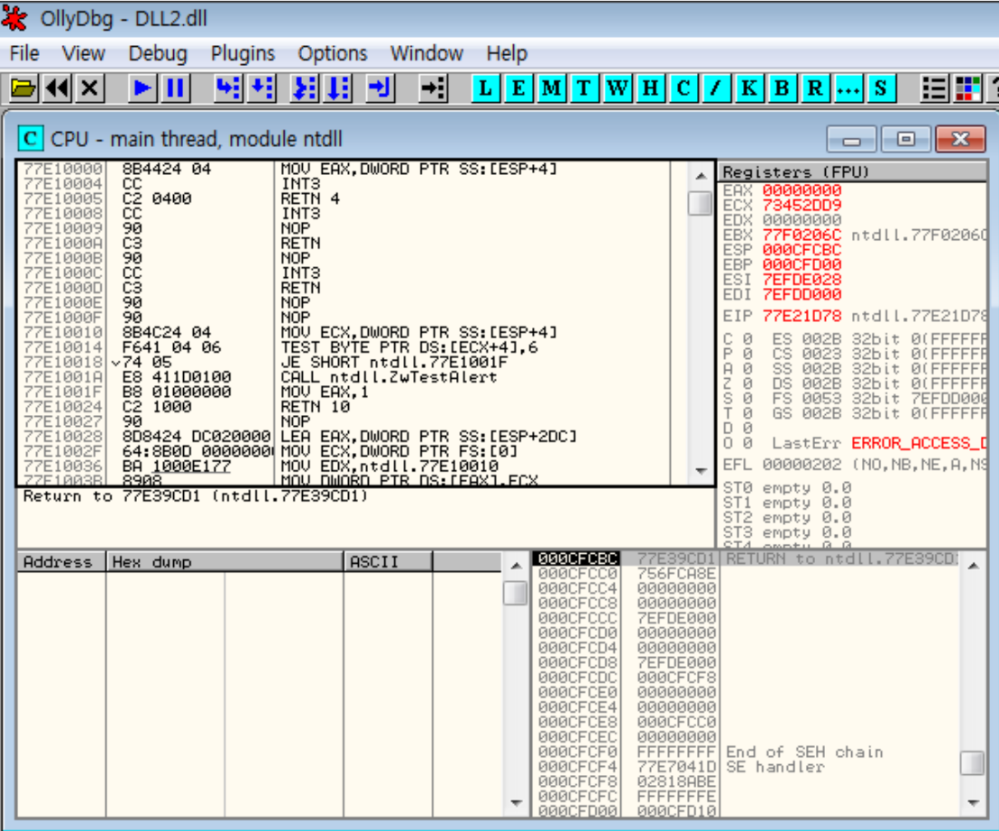 OllyDbg - DLL2.dll
File View Debug Plugins Options Window Help
L E M T W H C / K B R ... S
C CPU - main thread, module ntdll
77E10000 8B4424 04 MOV EAX,DWORD PTR SS:[ESP+4]
77E10004 CC INT3
77E10005 C2 0400 RETN 4
77E10008 CC INT3
77E10009 90 NOP
77E1000A C3 RETN
77E1000B 90 NOP
77E1000C CC INT3
77E1000D C3 RETN
77E1000E 90 NOP
77E1000F 90 NOP
77E10010 8B4C24 04 MOV ECX,DWORD PTR SS:[ESP+4]
77E10014 F641 04 06 TEST BYTE PTR DS:[ECX+4],6
77E10018 74 05 JE SHORT ntdll.77E1001F
77E1001A E8 411D0100 CALL ntdll.ZwTestAlert
77E1001F B8 01000000 MOV EAX,1
77E10024 C2 1000 RETN 10
77E10027 90 NOP
77E10028 8D8424 DC020000 LEA EAX,DWORD PTR SS:[ESP+2DC]
77E1002F 64:8B0D 0000000 MOV ECX,DWORD PTR FS:[0]
77E10036 BA 1000E177 MOV EDX,ntdll.77E10010
77E1003B 8908 MOV DWORD PTR DS:[EAX],ECX
Return to 77E39CD1 (ntdll.77E39CD1)
Registers (FPU)
EAX 00000000
ECX 73452DD9
EDX 00000000
EBX 77F0206C ntdll.77F0206C
ESP 000CFCBC
EBP 000CFD00
ESI 7EFDE028
EDI 7EFDD000
EIP 77E21D78 ntdll.77E21D78
C 0 ES 002B 32bit 0(FFFFFF
P 0 CS 0023 32bit 0(FFFFFF
A 0 SS 002B 32bit 0(FFFFFF
Z 0 DS 002B 32bit 0(FFFFFF
S 0 FS 0053 32bit 7EFDD000
T 0 GS 002B 32bit 0(FFFFFF
D 0
O 0 LastErr ERROR_ACCESS_D
EFL 00000202 (NO,NB,NE,A,NS
ST0 empty 0.0
ST1 empty 0.0
ST2 empty 0.0
ST3 empty 0.0
ST4 empty 0.0
Address Hex dump ASCII
000CFCBC 77E39CD1 RETURN to ntdll.77E39CD
000CFCC0 756FCA8E
000CFCC4 00000000
000CFCC8 00000000
000CFCCC 7EFDE000
000CFCD0 00000000
000CFCD4 00000000
000CFCD8 7EFDE000
000CFCDC 000CFCF8
000CFCE0 00000000
000CFCE4 00000000
000CFCE8 000CFCC0
000CFCEC 00000000
000CFCF0 FFFFFFFF End of SEH chain
000CFCF4 77E7041D SE handler
000CFCF8 02818ABE
000CFCFC FFFFFFFE
000CFD00 000CFD10